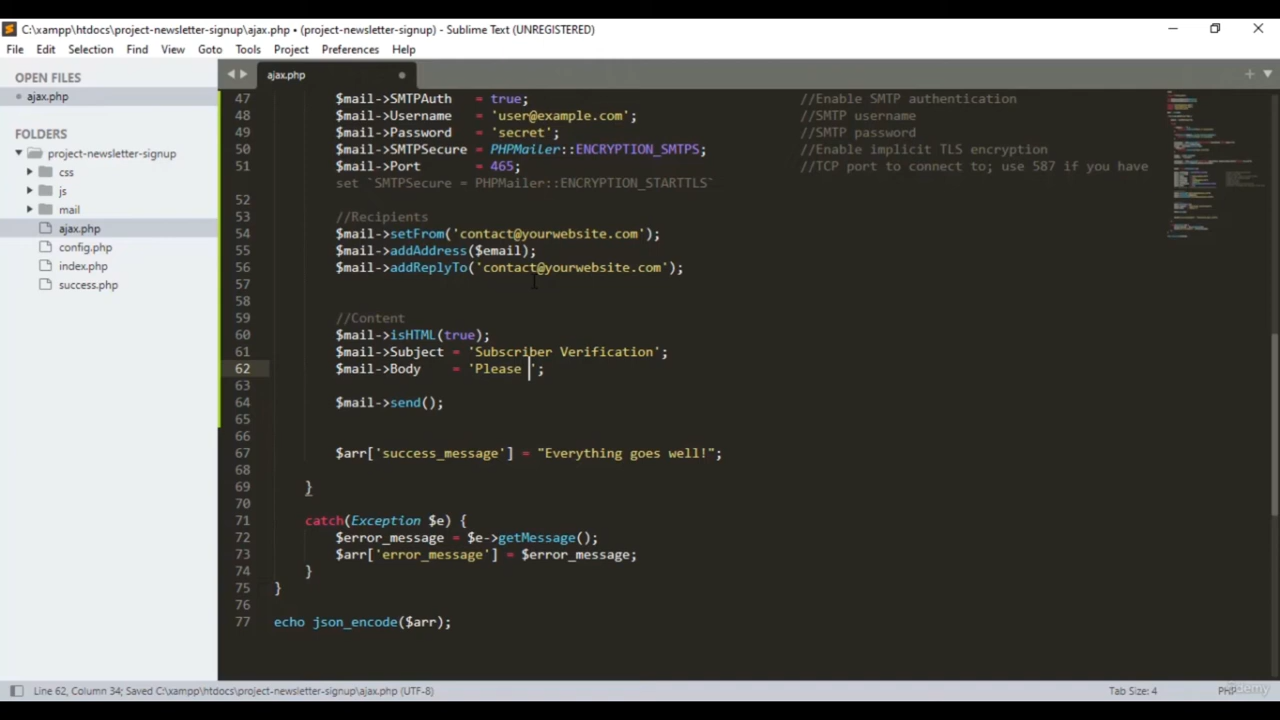 C:\xampp\htdocs\project-newsletter-signup\ajax.php • (project-newsletter-signup) - Sublime Text (UNREGISTERED)
File Edit Selection Find View Goto Tools Project Preferences Help
OPEN FILES
ajax.php
FOLDERS
project-newsletter-signup
css
js
mail
ajax.php
config.php
index.php
success.php
ajax.php
47 $mail->SMTPAuth = true; //Enable SMTP authentication
48 $mail->Username = 'user@example.com'; //SMTP username
49 $mail->Password = 'secret'; //SMTP password
50 $mail->SMTPSecure = PHPMailer::ENCRYPTION_SMTPS; //Enable implicit TLS encryption
51 $mail->Port = 465; //TCP port to connect to; use 587 if you have
set `SMTPSecure = PHPMailer::ENCRYPTION_STARTTLS`
52
53 //Recipients
54 $mail->setFrom('contact@yourwebsite.com');
55 $mail->addAddress($email);
56 $mail->addReplyTo('contact@yourwebsite.com');
57
58
59 //Content
60 $mail->isHTML(true);
61 $mail->Subject = 'Subscriber Verification';
62 $mail->Body = 'Please ';
63
64 $mail->send();
65
66
67 $arr['success_message'] = "Everything goes well!";
68
69 }
70
71 catch(Exception $e) {
72 $error_message = $e->getMessage();
73 $arr['error_message'] = $error_message;
74 }
75 }
76
77 echo json_encode($arr);
Line 62, Column 34; Saved C:\xampp\htdocs\project-newsletter-signup\ajax.php (UTF-8)
Tab Size: 4
PHP
ûdemy